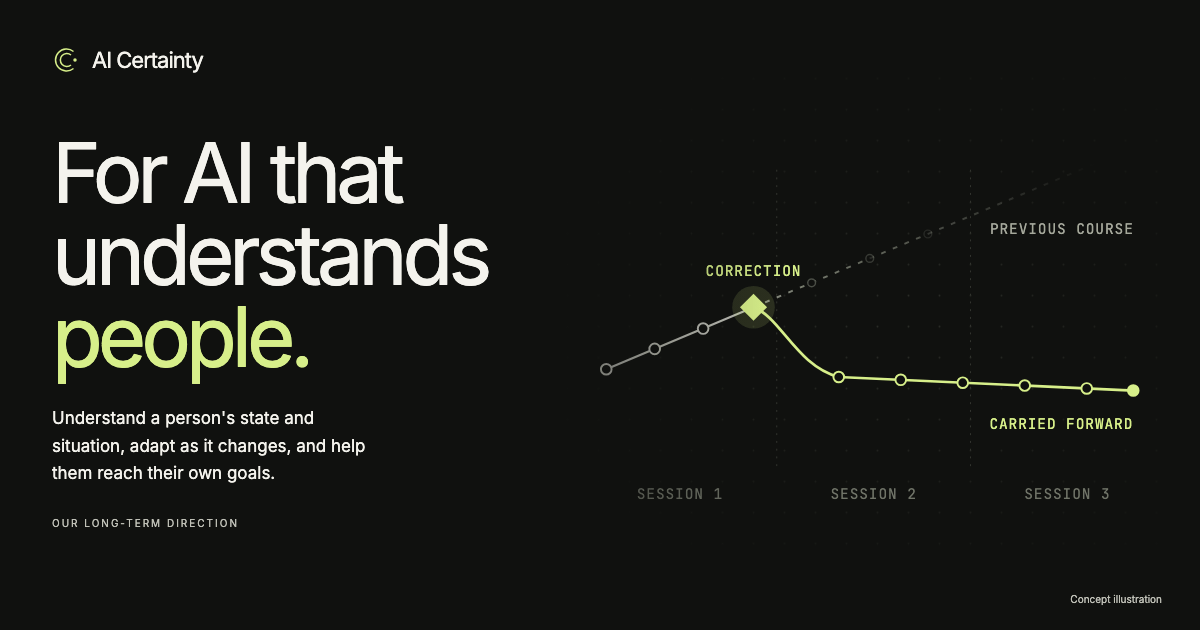 AI Certainty
For AI that
understands
people.
Understand a person's state and
situation, adapt as it changes, and help
them reach their own goals.
OUR LONG-TERM DIRECTION
PREVIOUS COURSE
CORRECTION
CARRIED FORWARD
SESSION 1
SESSION 2
SESSION 3
Concept illustration